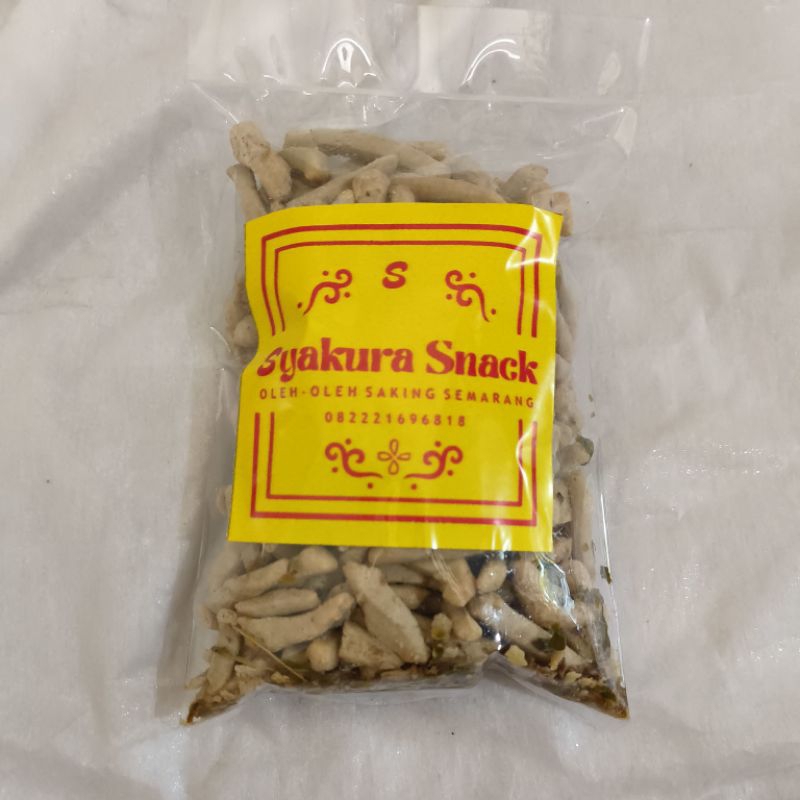 S
Syakura Snack
OLEH-OLEH SAKING SEMARANG
082221696818